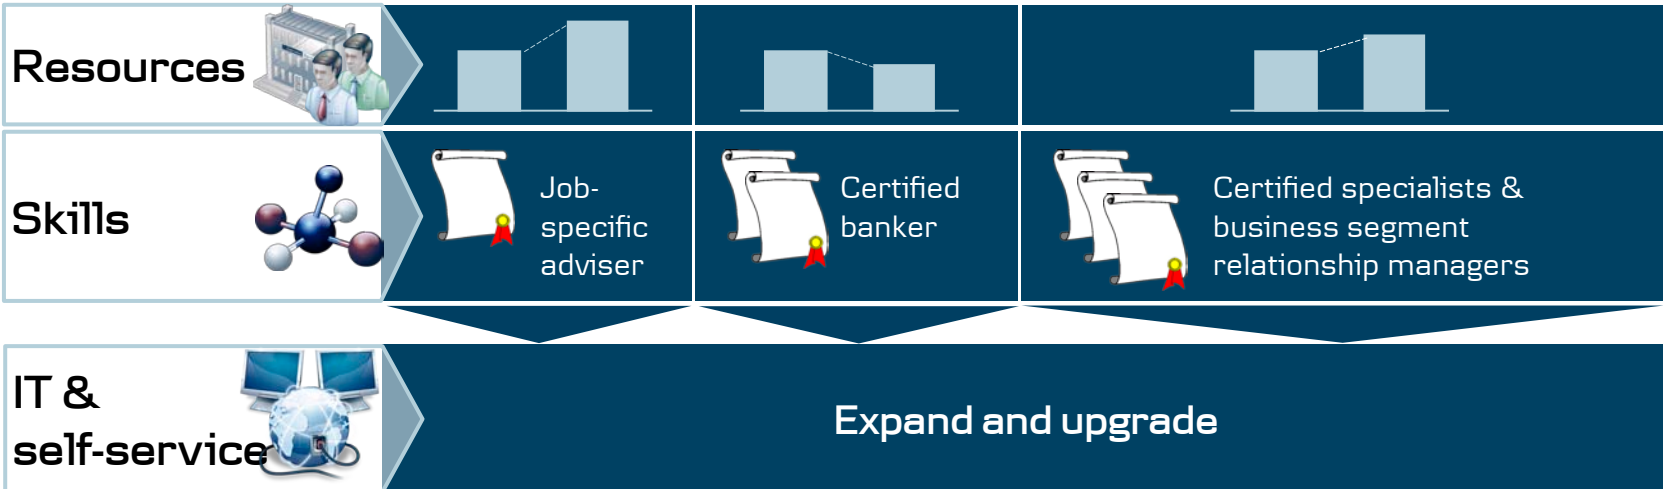 Resources
Skills
Job-
specific
adviser
Certified
banker
Certified specialists &
business segment
relationship managers
IT &
self-service
Expand and upgrade